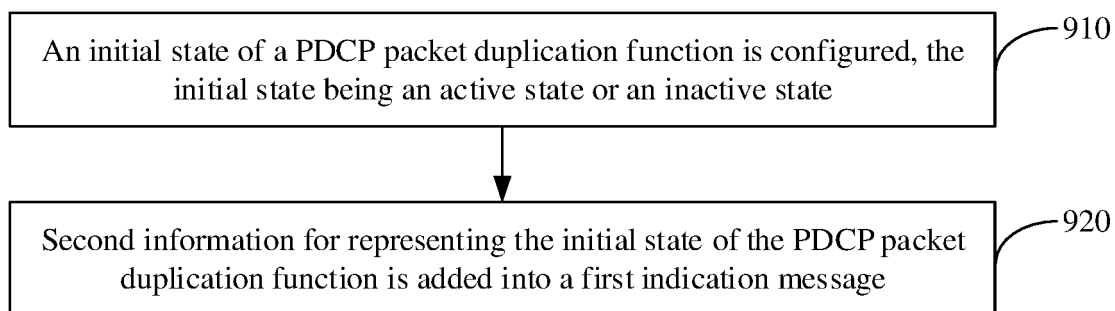 An initial state of a PDCP packet duplication function is configured, the
initial state being an active state or an inactive state
910
Second information for representing the initial state of the PDCP packet
duplication function is added into a first indication message
920